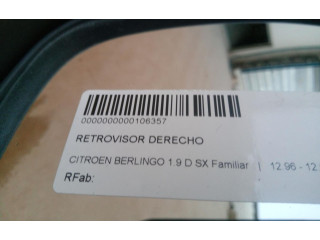 0000000000106357
RETROVISOR DERECHO
CITROEN BERLINGO 1.9 D SX Familiar | 12.96 - 12
RFab: